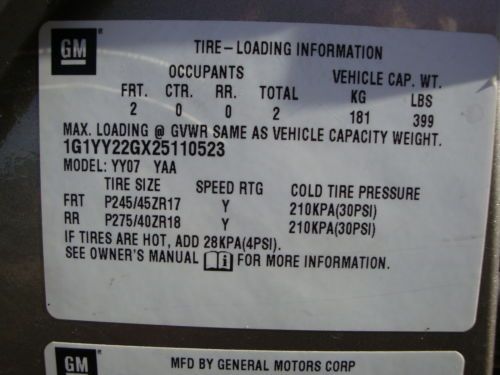 GM
TIRE-LOADING INFORMATION
OCCUPANTS VEHICLE CAP. WT.
FRT. CTR. RR. TOTAL KG LBS
2 0 0 2 181 399
MAX. LOADING @ GVWR SAME AS VEHICLE CAPACITY WEIGHT.
1G1YY22GX25110523
MODEL: YY07 YAA
TIRE SIZE SPEED RTG COLD TIRE PRESSURE
FRT P245/45ZR17 Y 210KPA(30PSI)
RR P275/40ZR18 Y 210KPA(30PSI)
IF TIRES ARE HOT, ADD 28KPA(4PSI).
SEE OWNER'S MANUAL i FOR MORE INFORMATION.
GM
MFD BY GENERAL MOTORS CORP